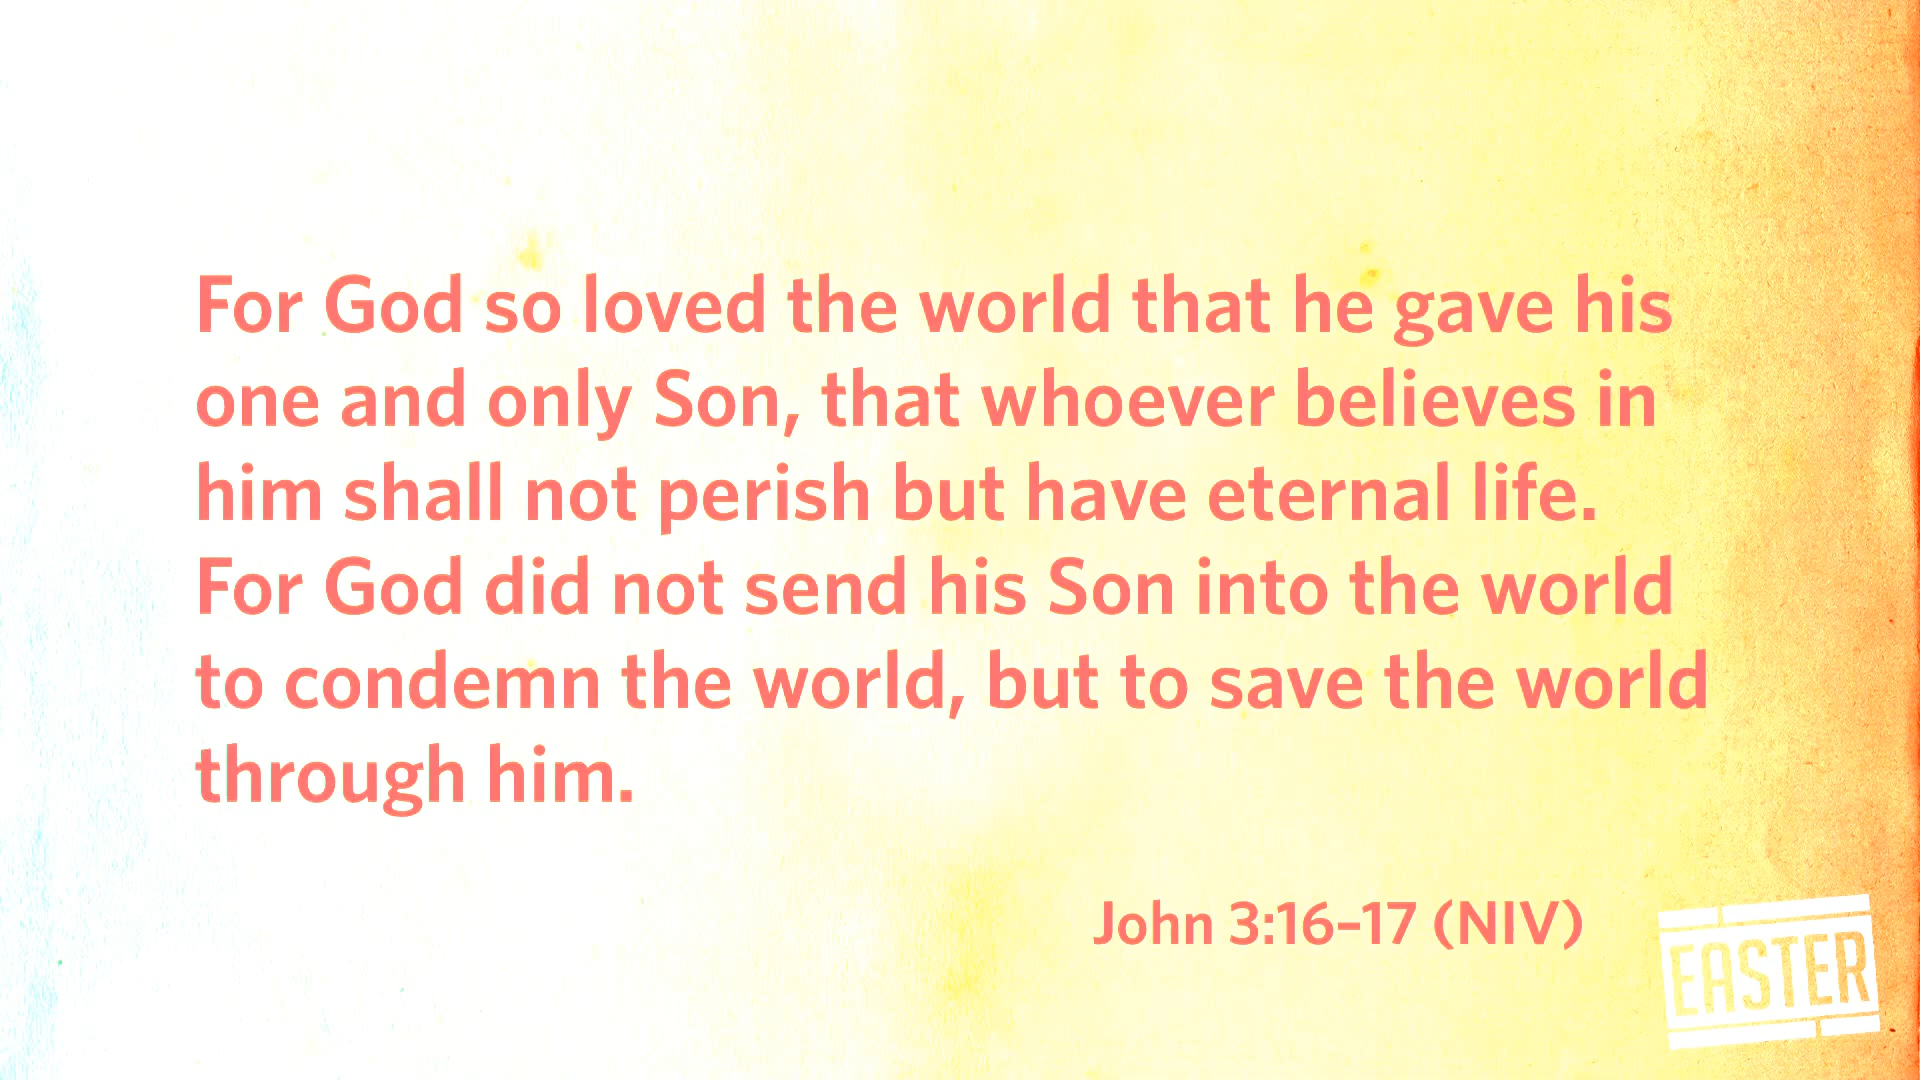 For God so loved the world that he gave his
one and only Son, that whoever believes in
him shall not perish but have eternal life.
For God did not send his Son into the world
to condemn the world, but to save the world
through him.
John 3:16–17 (NIV)
EASTER